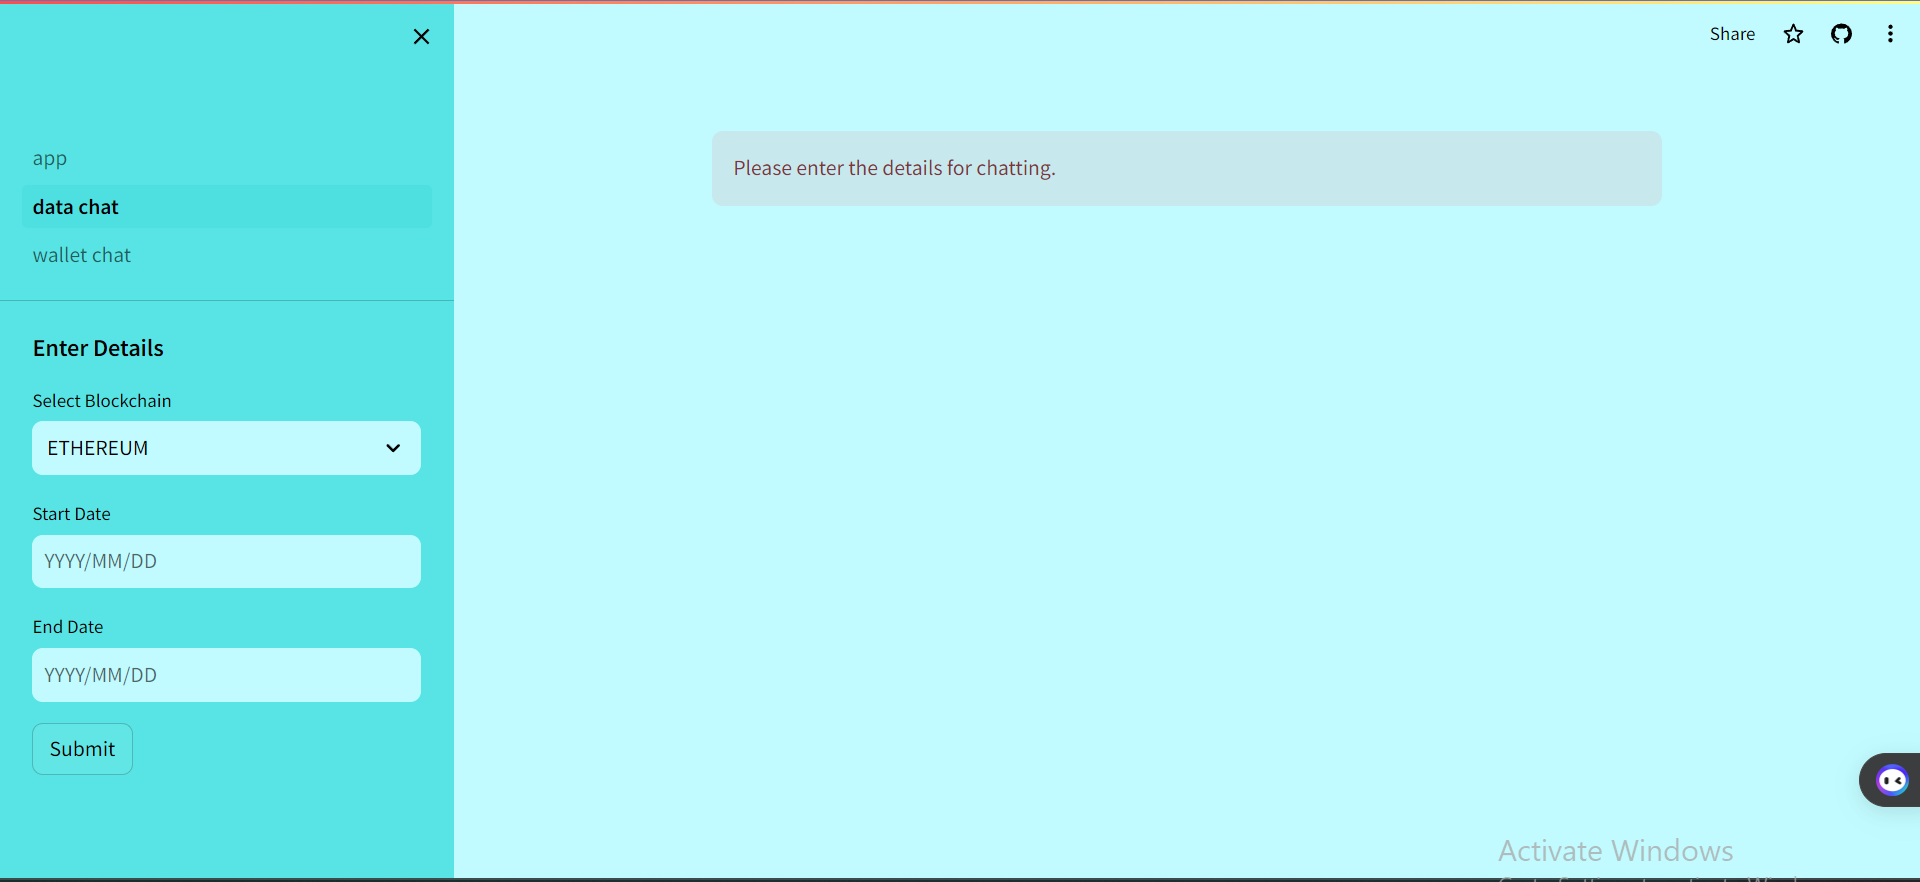 Share
app
data chat
wallet chat
Please enter the details for chatting.
Enter Details
Select Blockchain
ETHEREUM
Start Date
YYYY/MM/DD
End Date
YYYY/MM/DD
Submit
Activate Windows